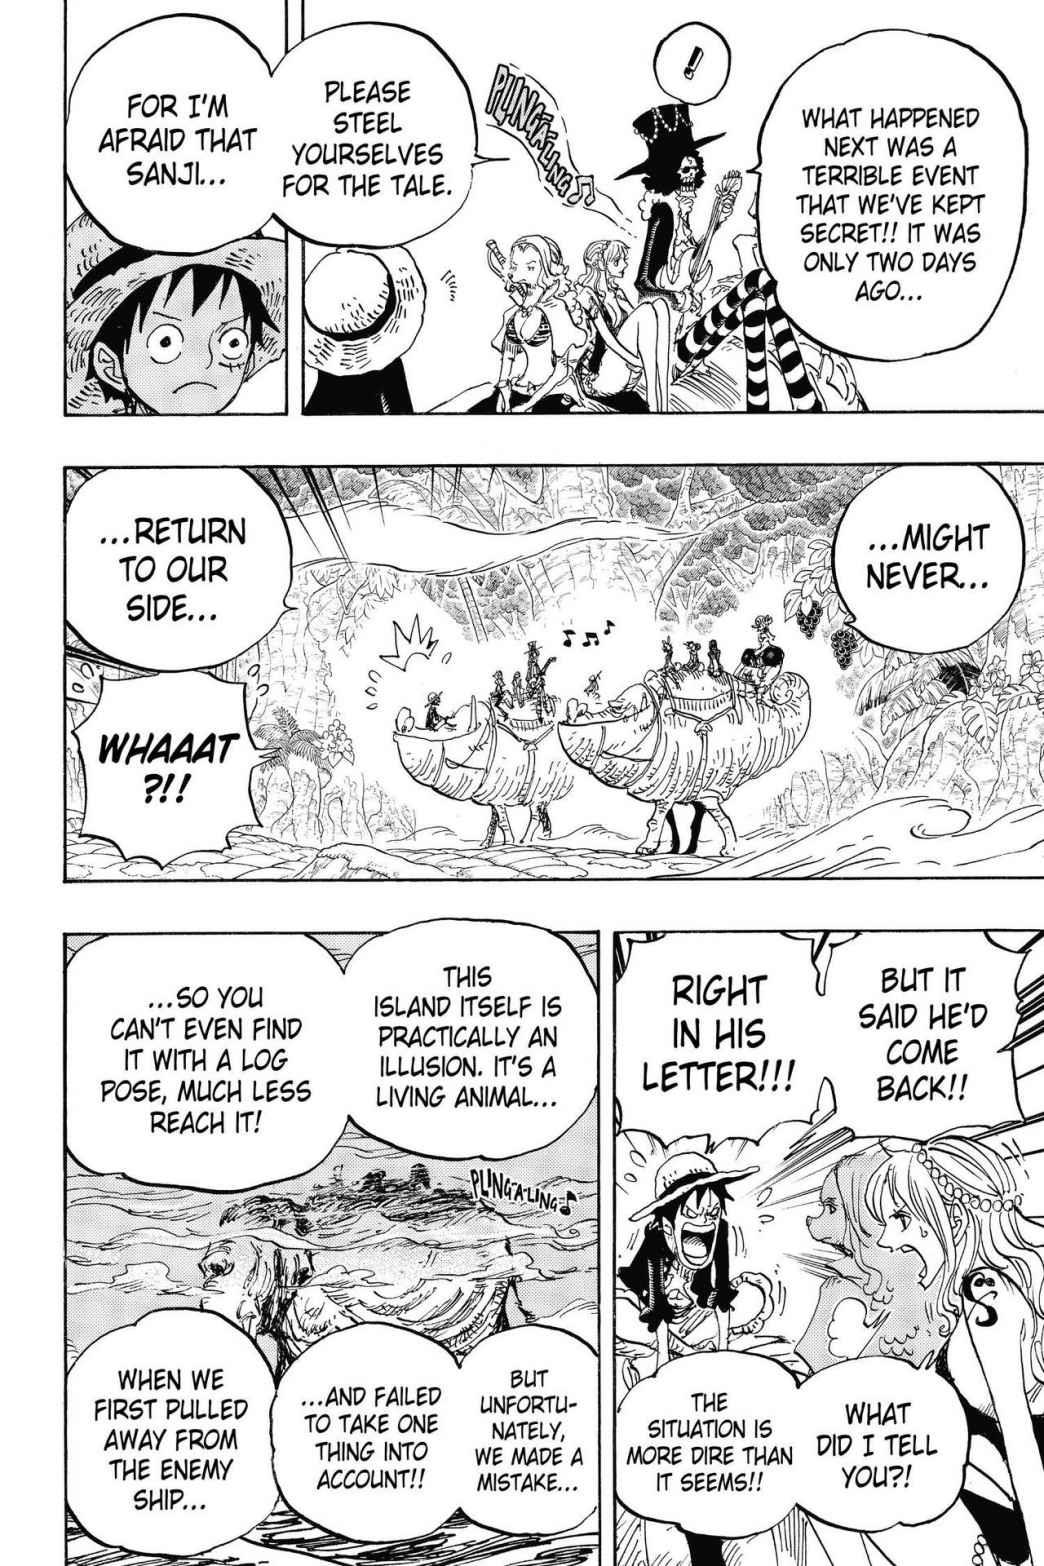 WHAT HAPPENED
NEXT WAS A
TERRIBLE EVENT
THAT WE'VE KEPT
SECRET!! IT WAS
ONLY TWO DAYS
AGO...
!
PLING-A-LING♫
PLEASE
STEEL
YOURSELVES
FOR THE TALE.
FOR I'M
AFRAID THAT
SANJI...
...MIGHT
NEVER...
...RETURN
TO OUR
SIDE...
WHAAAT
?!!
BUT IT
SAID HE'D
COME
BACK!!
RIGHT
IN HIS
LETTER!!!
WHAT
DID I TELL
YOU?!
THE
SITUATION IS
MORE DIRE THAN
IT SEEMS!!
THIS
ISLAND ITSELF IS
PRACTICALLY AN
ILLUSION. IT'S A
LIVING ANIMAL...
...SO YOU
CAN'T EVEN FIND
IT WITH A LOG
POSE, MUCH LESS
REACH IT!
PLING-A-LING♪
BUT
UNFORTU-
NATELY,
WE MADE A
MISTAKE...
...AND FAILED
TO TAKE ONE
THING INTO
ACCOUNT!!
WHEN WE
FIRST PULLED
AWAY FROM
THE ENEMY
SHIP...